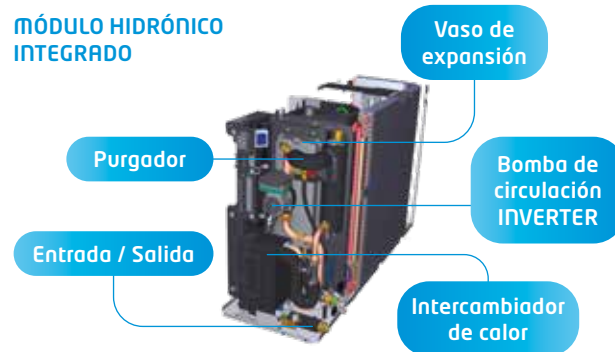 MÓDULO HIDRÓNICO
INTEGRADO
Vaso de
expansión
Purgador
Bomba de
circulación
INVERTER
Entrada / Salida
Intercambiador
de calor